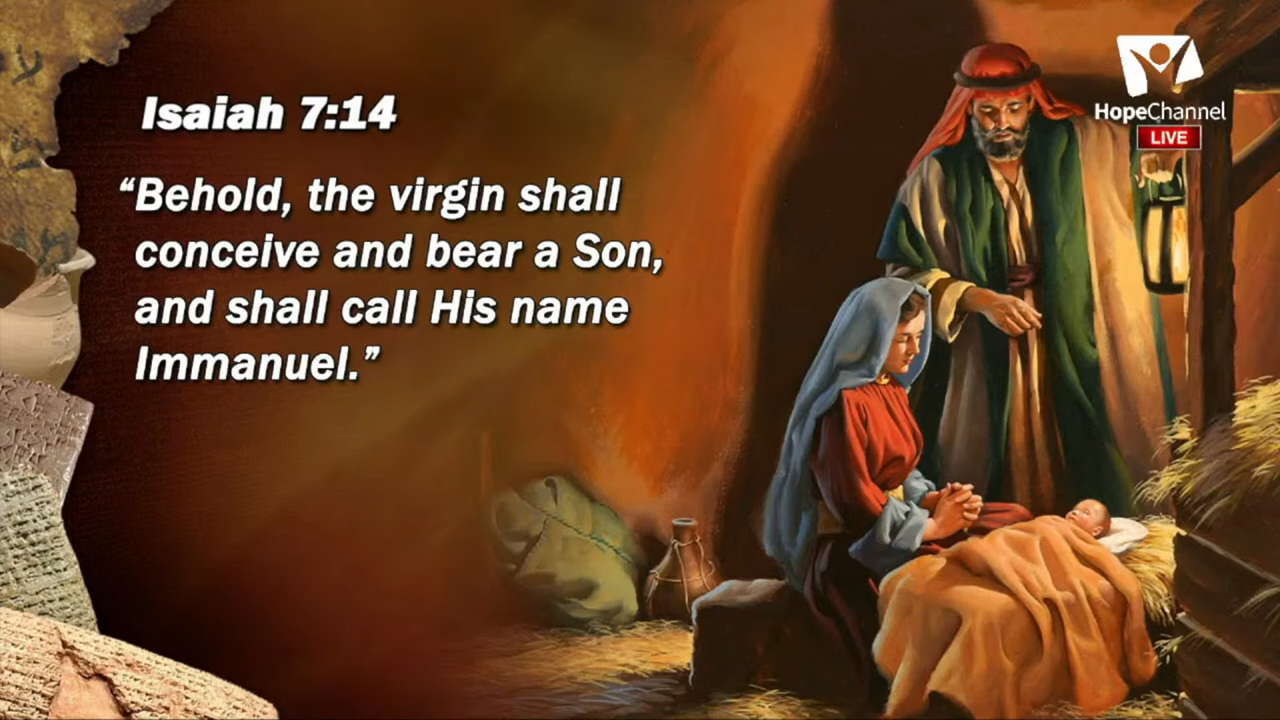 Isaiah 7:14
“Behold, the virgin shall
conceive and bear a Son,
and shall call His name
Immanuel.”
HopeChannel
LIVE